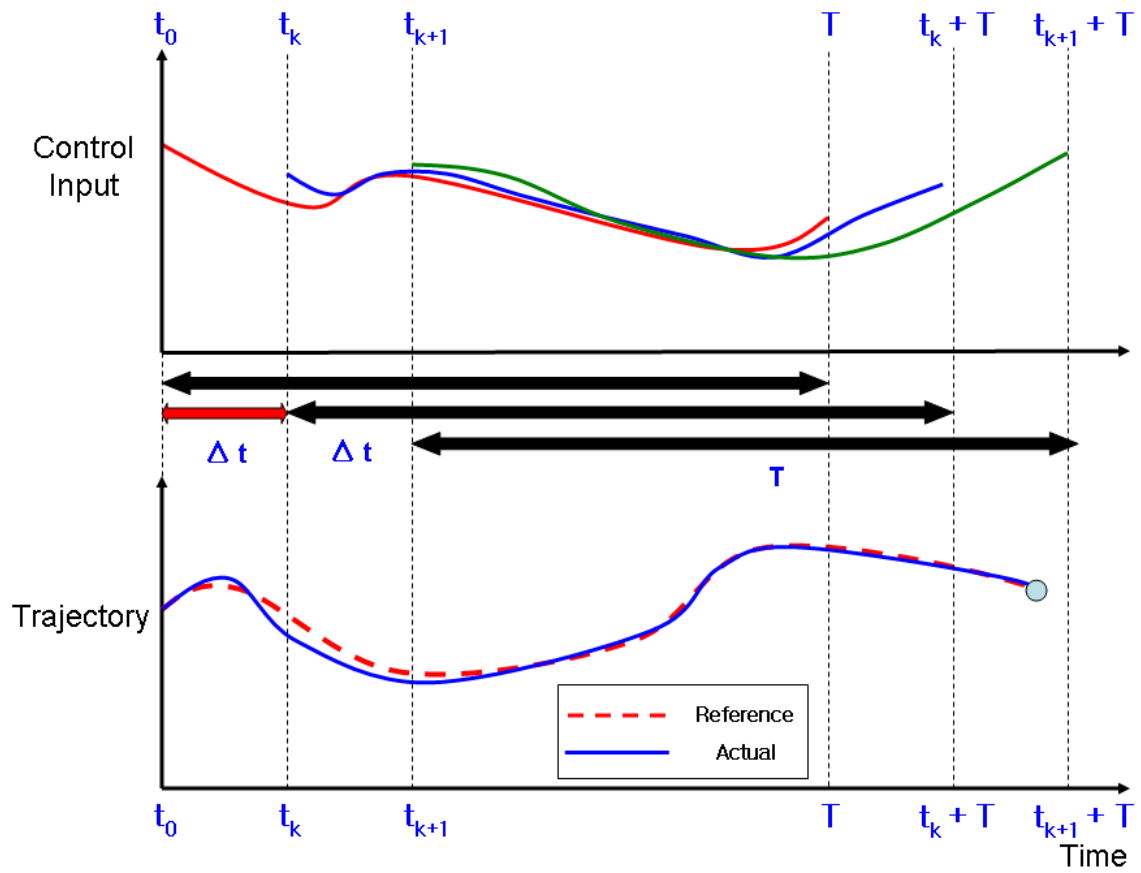 t₀ tₖ tₖ₊₁ T tₖ + T tₖ₊₁ + T
Control
Input
Δ t Δ t
T
Trajectory
Reference
Actual
t₀ tₖ tₖ₊₁ T tₖ + T tₖ₊₁ + T
Time